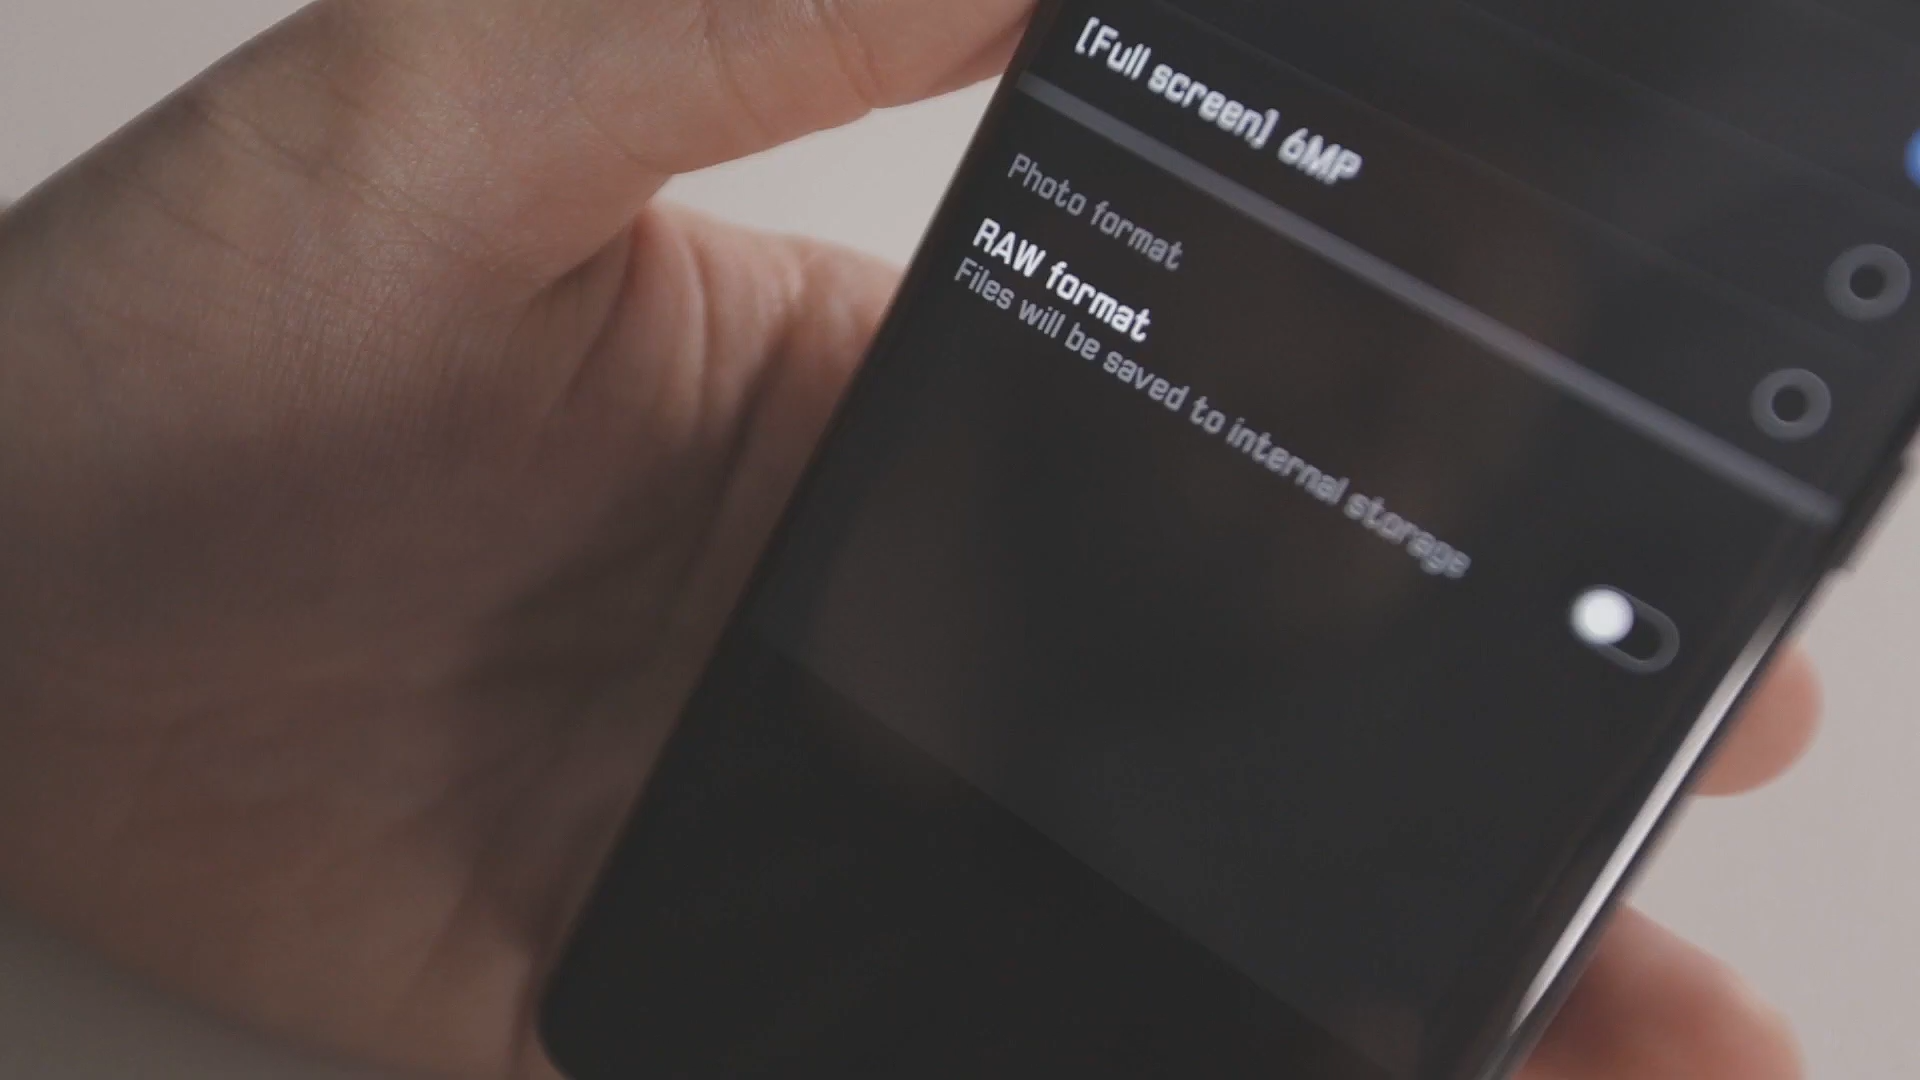 [Full screen] 6MP
Photo format
RAW format
Files will be saved to internal storage